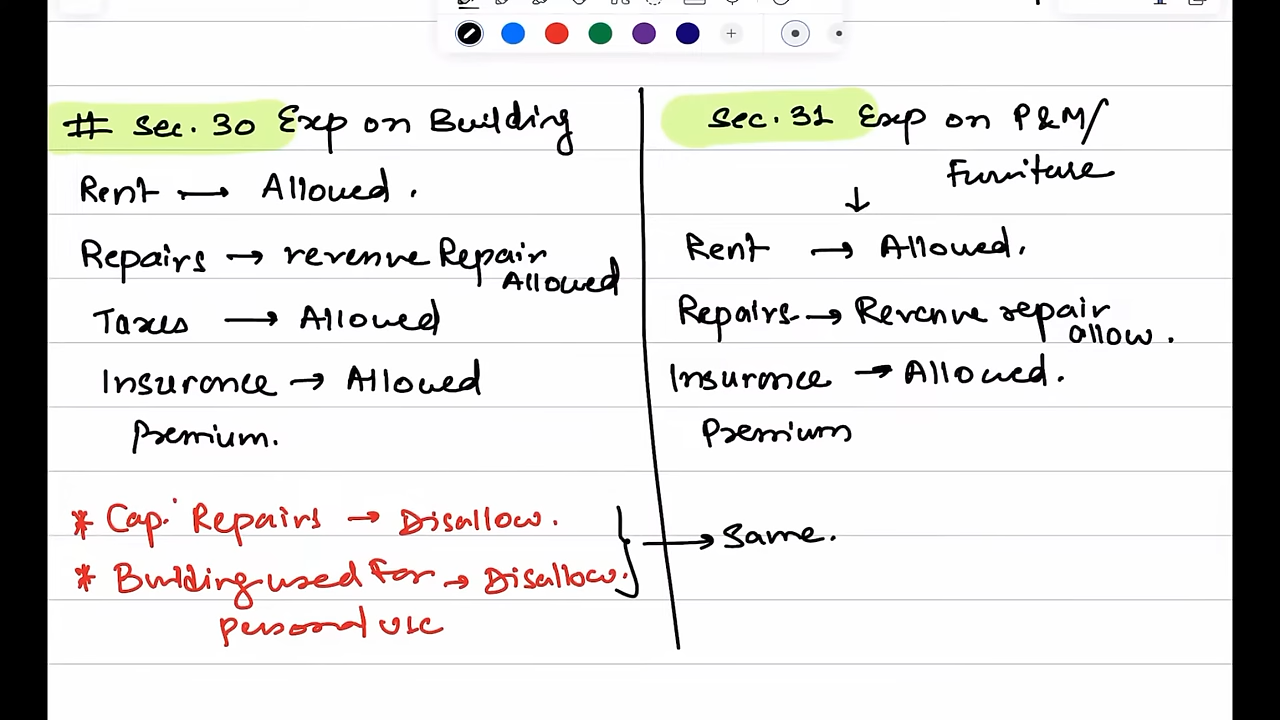 # Sec. 30 Exp on Building
Rent → Allowed.
Repairs → revenue Repair
Allowed
Taxes → Allowed
Insurance → Allowed
Premium.
* Cap. Repairs → Disallow.
* Building used for → Disallow.
personal use
Sec. 31 Exp on P&M/
Furniture
↓
Rent → Allowed.
Repairs → Revenue repair
allow.
Insurance → Allowed.
Premium
→ Same.